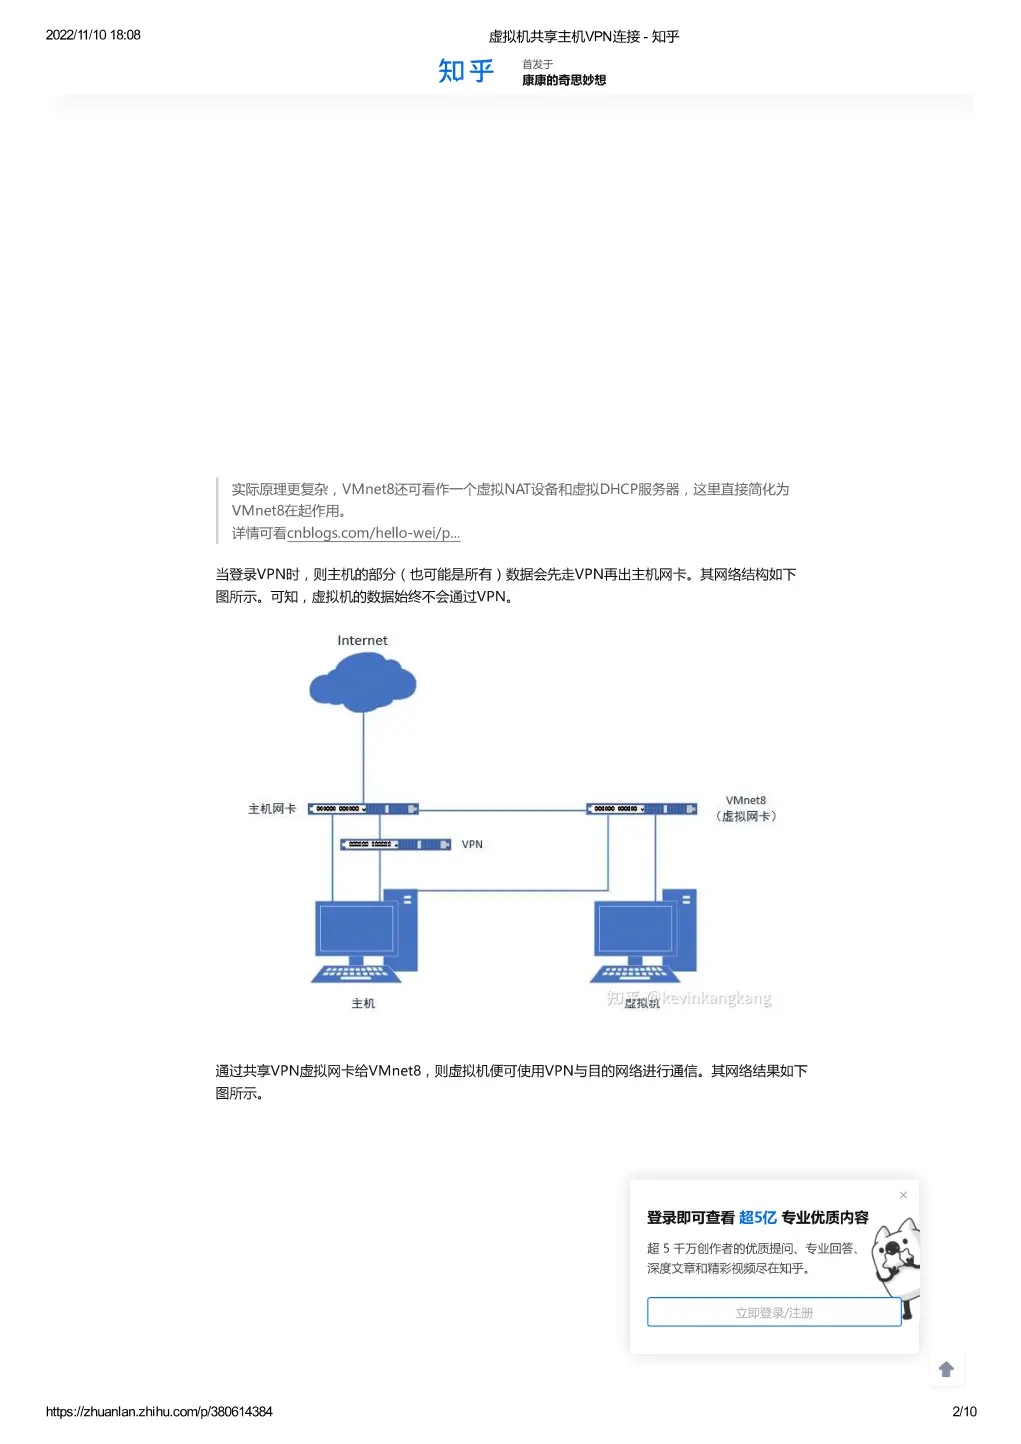 2022/11/10 18:08
虚拟机共享主机VPN连接 - 知乎
知乎
首发于
康康的奇思妙想
实际原理更复杂，VMnet8还可看作一个虚拟NAT设备和虚拟DHCP服务器，这里直接简化为
VMnet8在起作用。
详情可看cnblogs.com/hello-wei/p...
当登录VPN时，则主机的部分（也可能是所有）数据会先走VPN再出主机网卡。其网络结构如下
图所示。可知，虚拟机的数据始终不会通过VPN。
Internet
主机网卡
VMnet8
（虚拟网卡）
VPN
主机
虚拟机
知乎 @kevinkangkang
通过共享VPN虚拟网卡给VMnet8，则虚拟机便可使用VPN与目的网络进行通信。其网络结果如下
图所示。
×
登录即可查看 超5亿 专业优质内容
超 5 千万创作者的优质提问、专业回答、
深度文章和精彩视频尽在知乎。
立即登录/注册
https://zhuanlan.zhihu.com/p/380614384
2/10